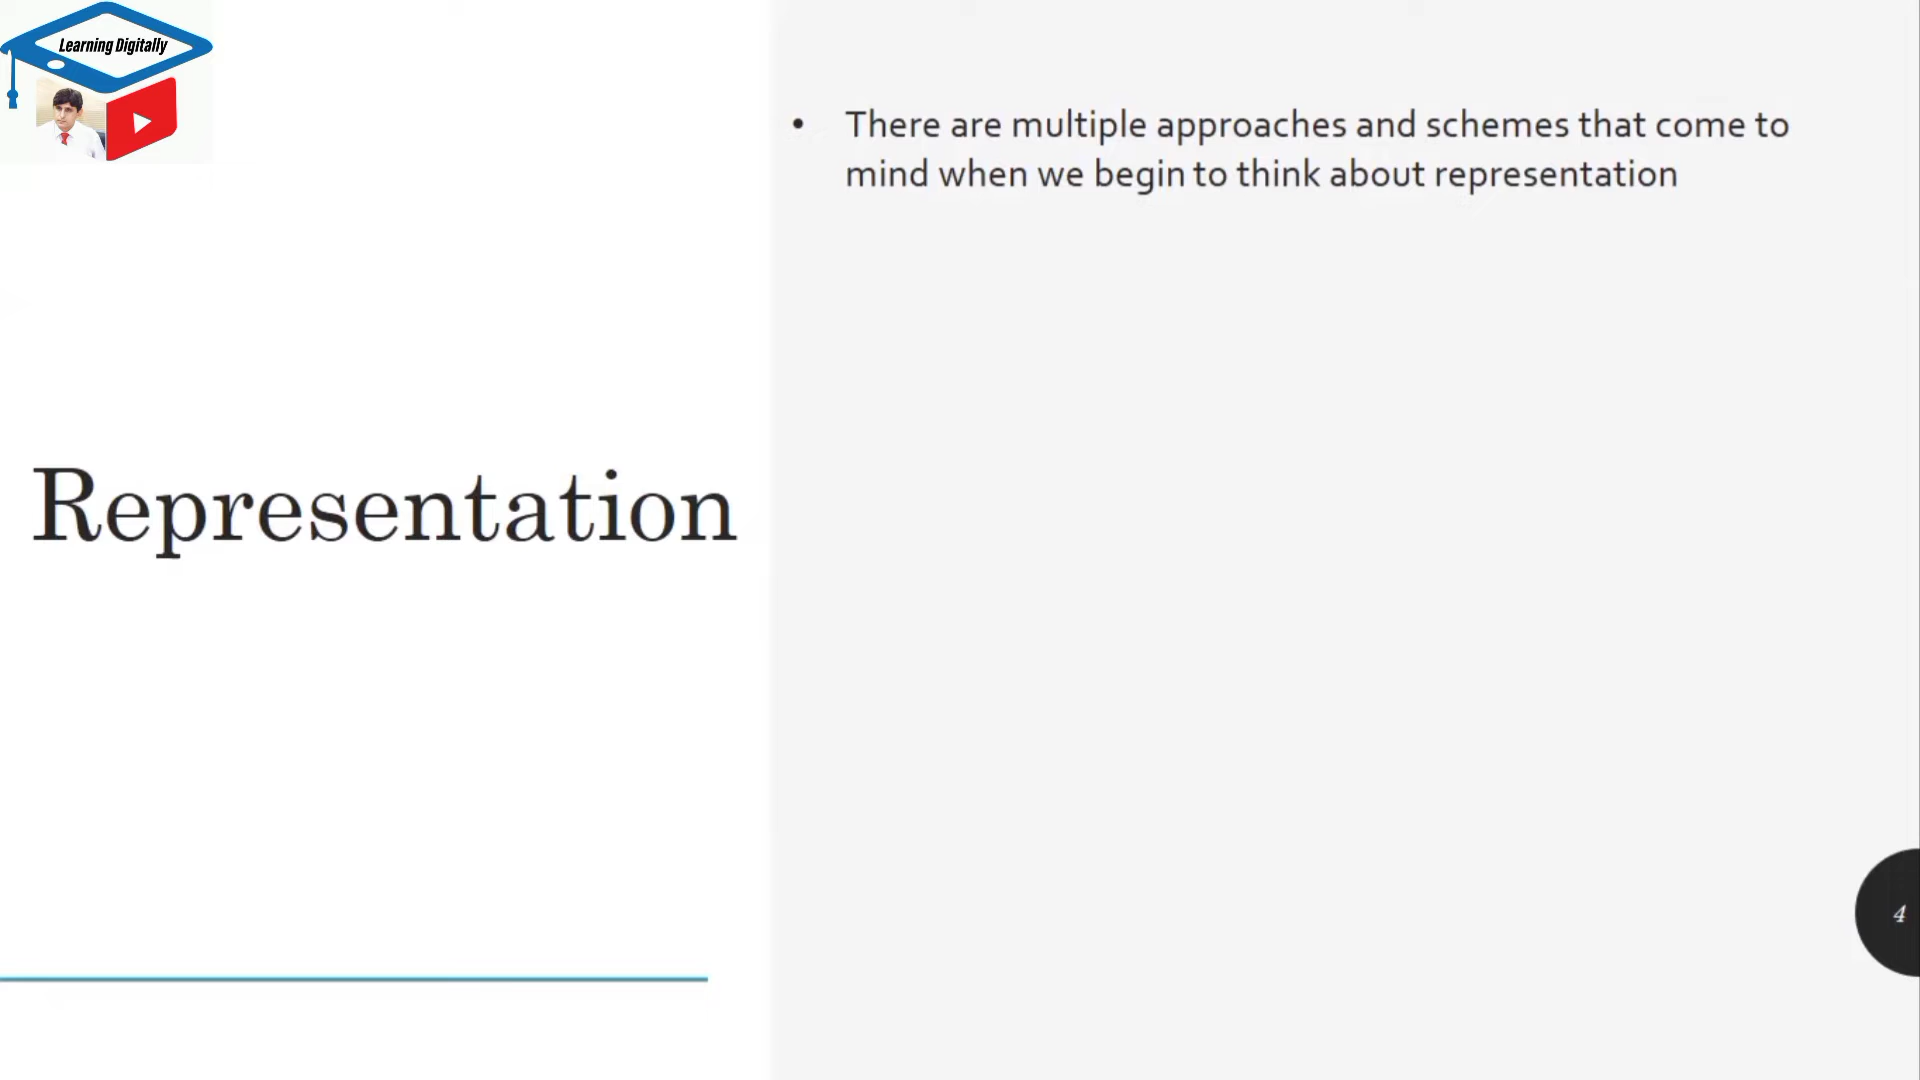 Learning Digitally
• There are multiple approaches and schemes that come to
mind when we begin to think about representation
Representation
4